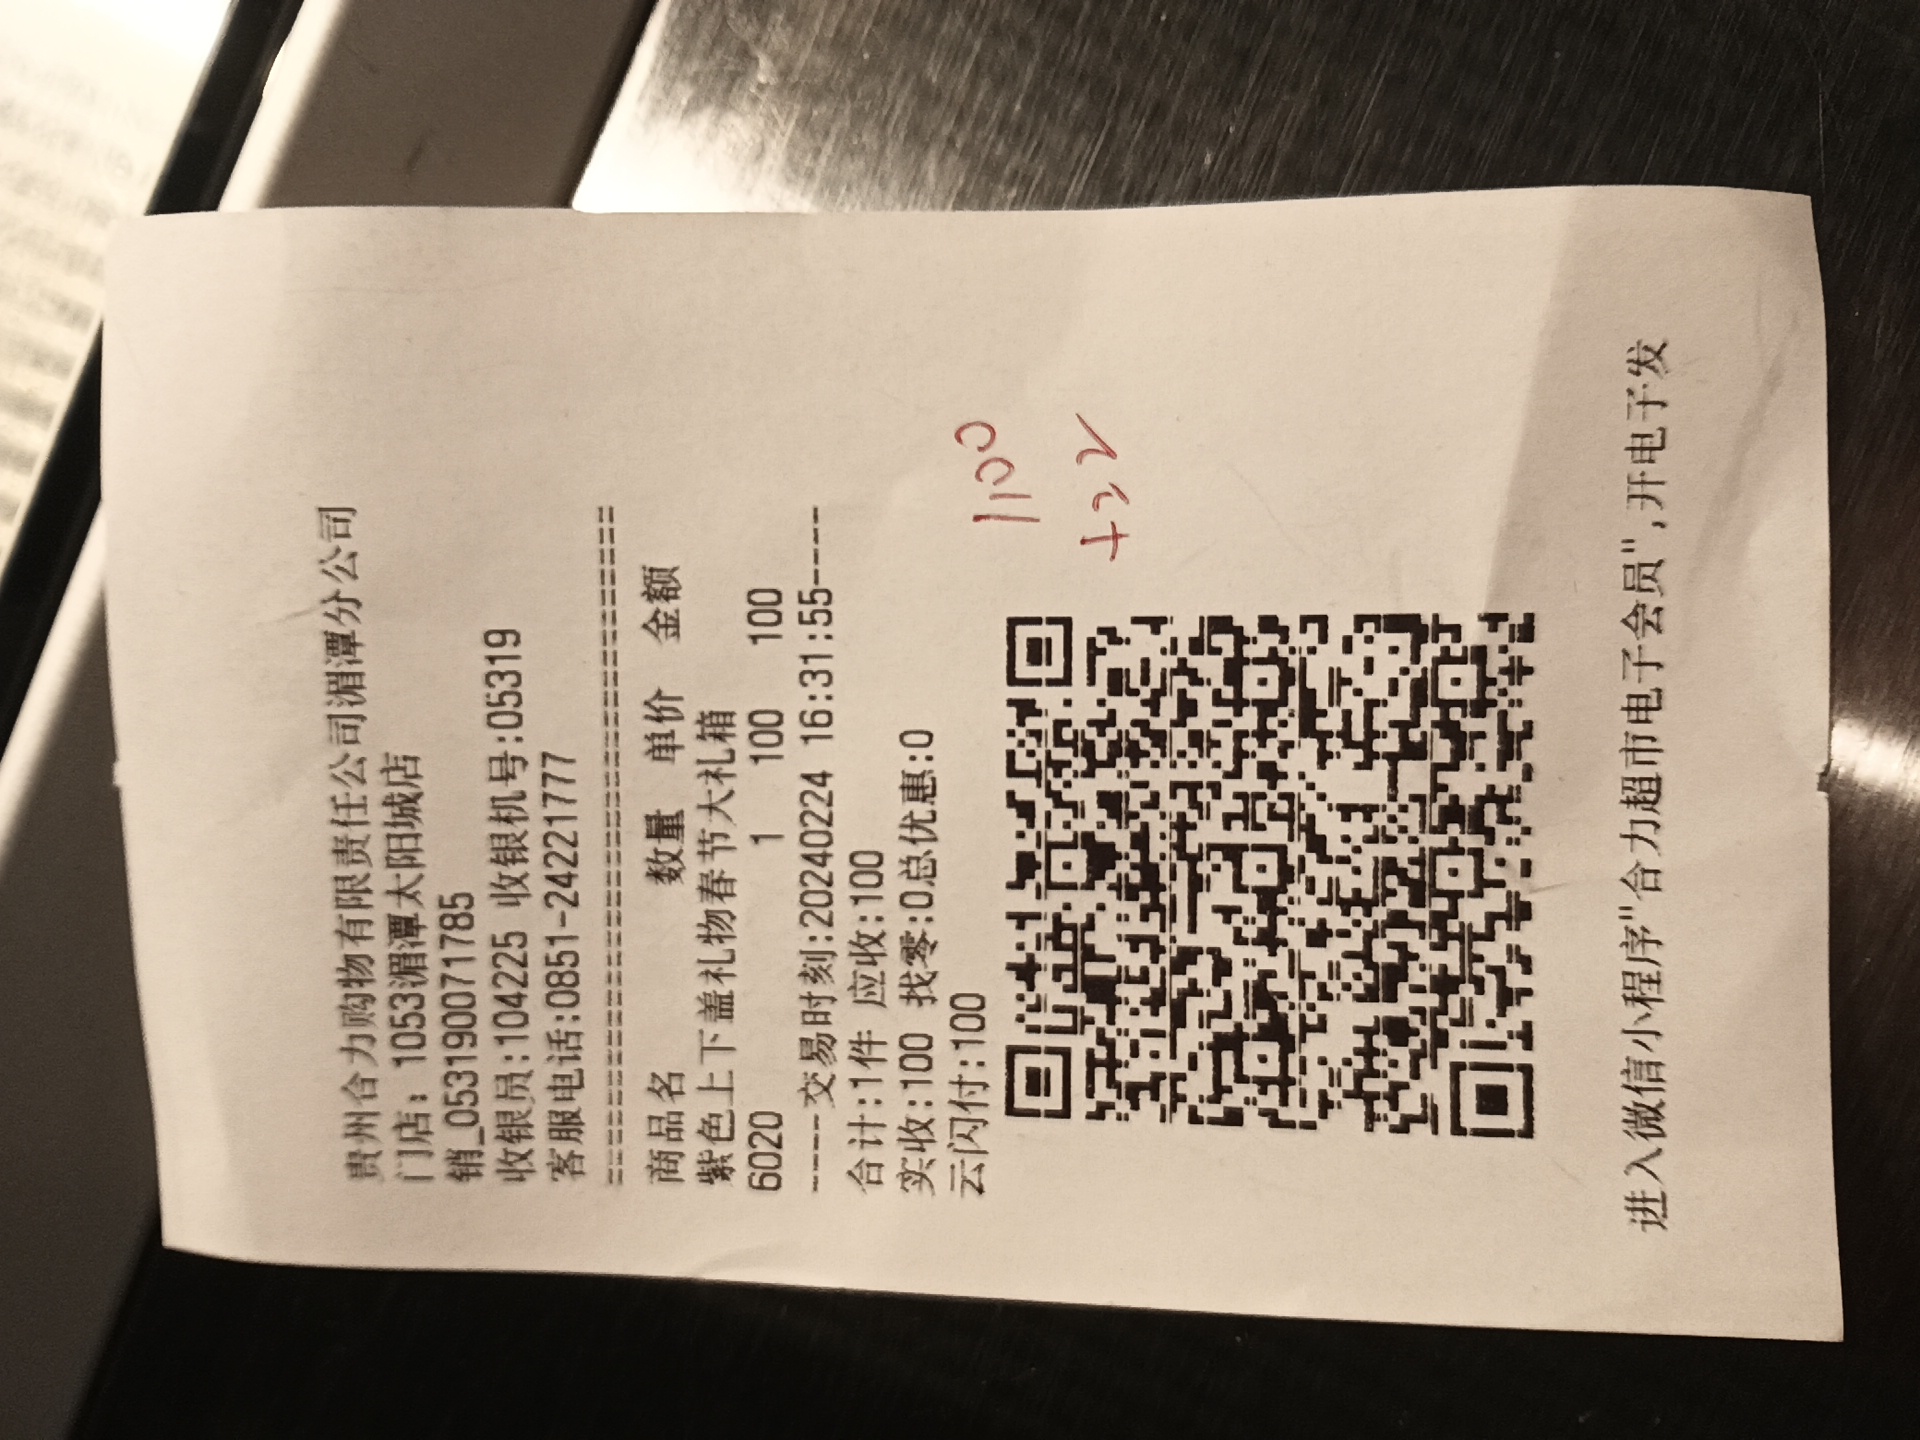 贵州合力购物有限责任公司湄潭分公司
门店: 1053湄潭太阳城店
销_053190071785
收银员:104225 收银机号:05319
客服电话:0851-24221777
================================
商品名 数量 单价 金额
紫色上下盖礼物春节大礼箱
6020 1 100 100
----交易时刻:20240224 16:31:55----
合计:1件 应收:100
实收:100 找零:0总优惠:0
云闪付:100
1100
进入微信小程序"合力超市电子会员",开电子发